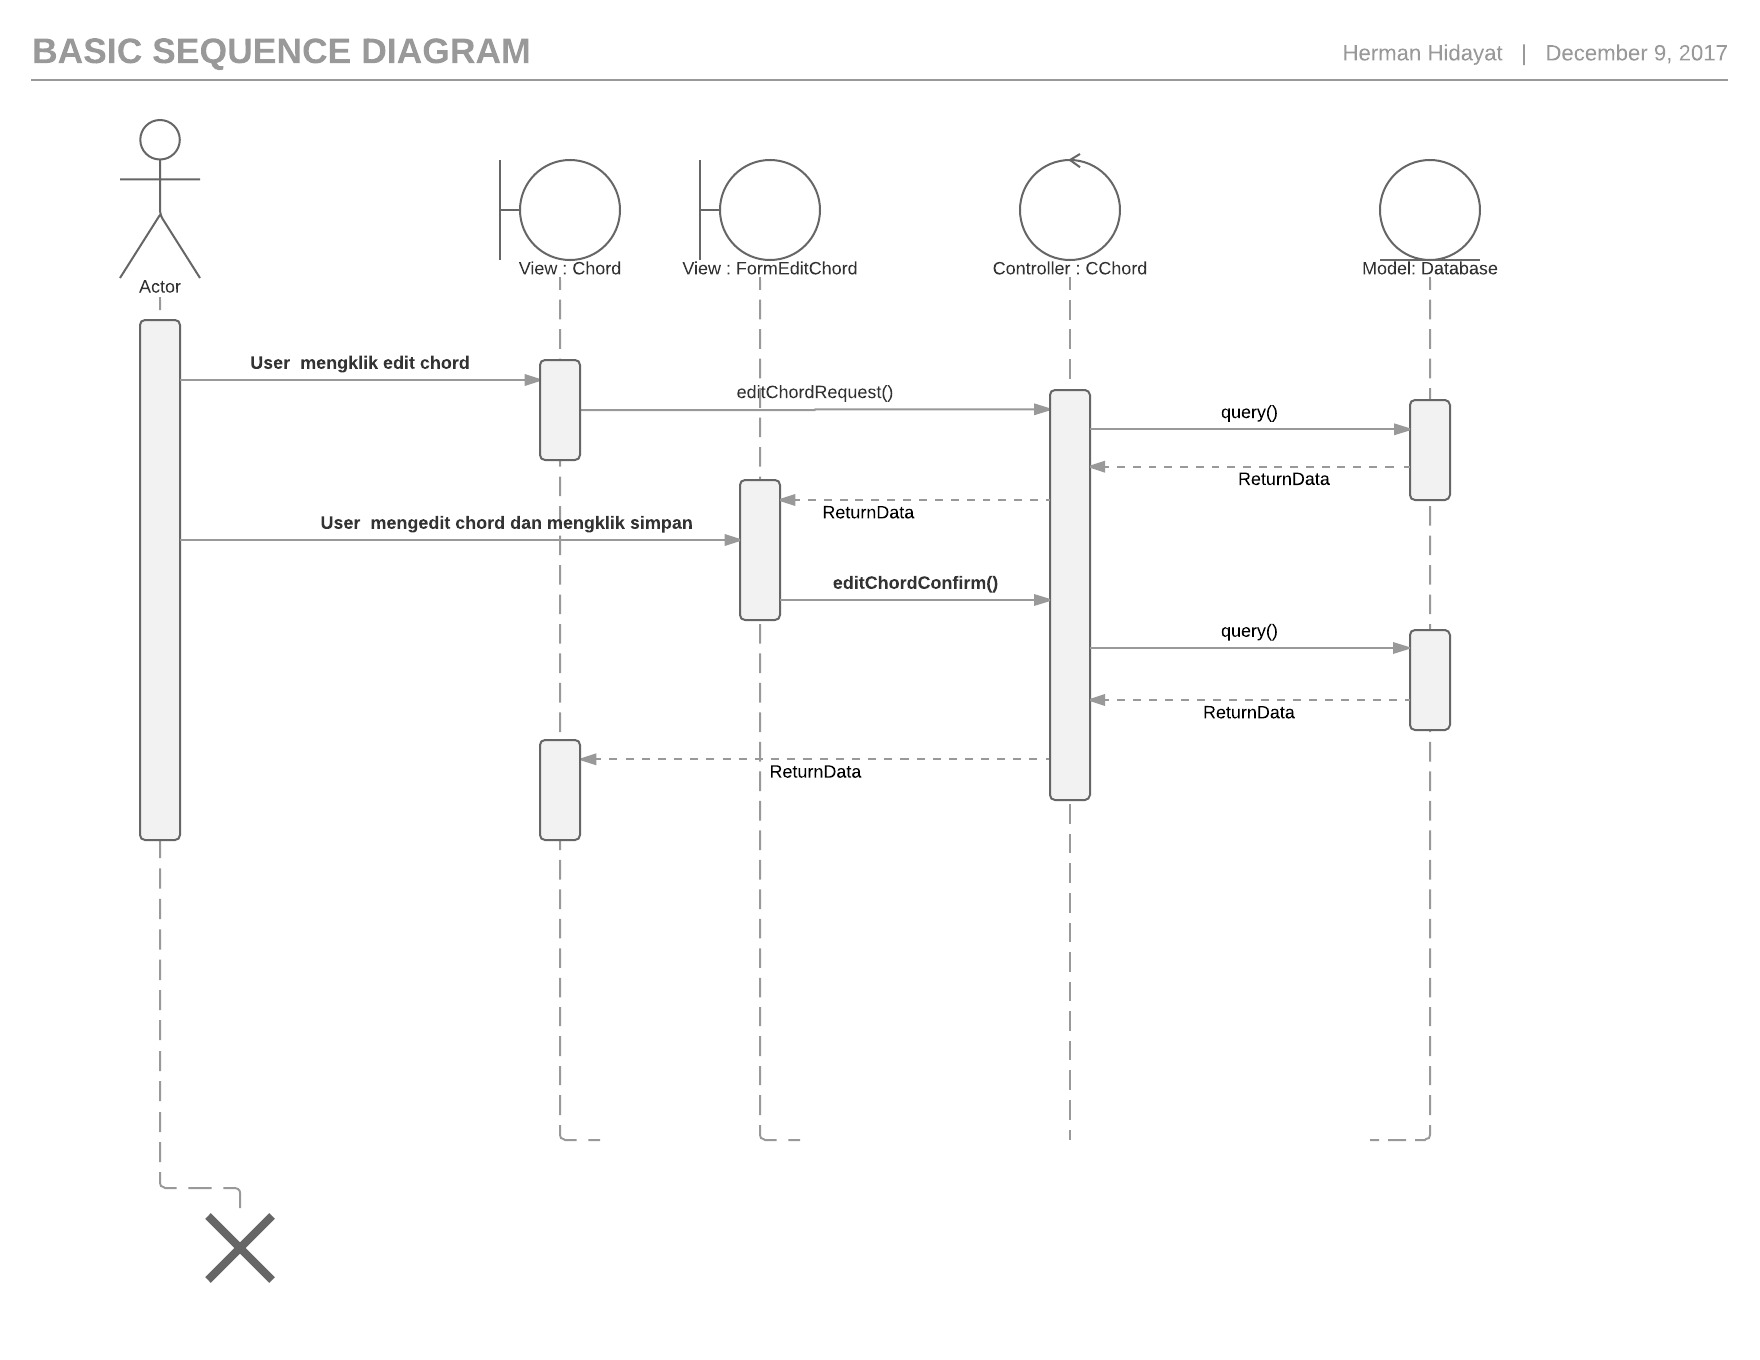 BASIC SEQUENCE DIAGRAM
Herman Hidayat | December 9, 2017
Actor
View : Chord
View : FormEditChord
Controller : CChord
Model: Database
User  mengklik edit chord
editChordRequest()
query()
ReturnData
ReturnData
User  mengedit chord dan mengklik simpan
editChordConfirm()
query()
ReturnData
ReturnData